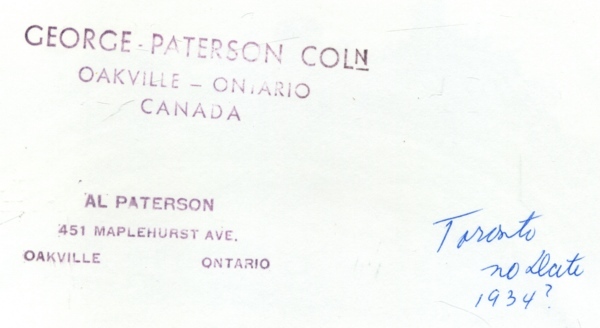 GEORGE-PATERSON COLN
OAKVILLE - ONTARIO
CANADA
AL PATERSON
451 MAPLEHURST AVE.
OAKVILLE ONTARIO
Toronto
no Date
1934?